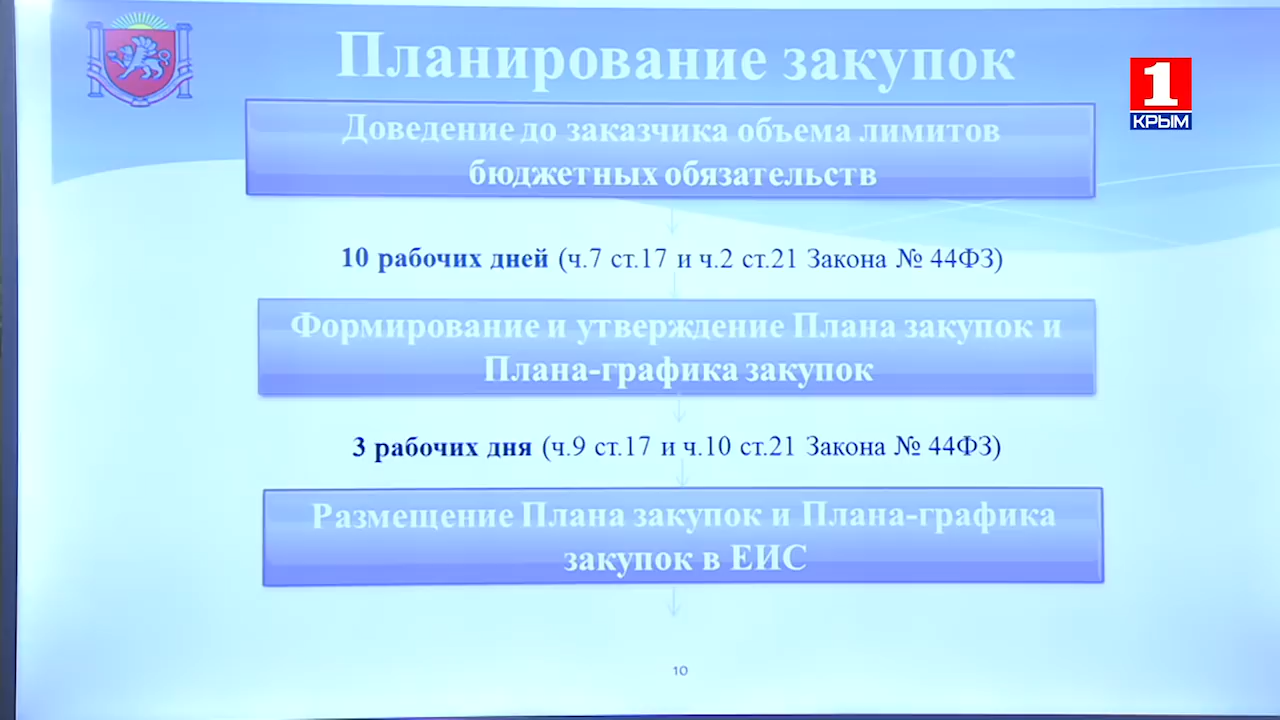 Планирование закупок
1
КРЫМ
Доведение до заказчика объема лимитов
бюджетных обязательств
10 рабочих дней (ч.7 ст.17 и ч.2 ст.21 Закона № 44ФЗ)
Формирование и утверждение Плана закупок и
Плана-графика закупок
3 рабочих дня (ч.9 ст.17 и ч.10 ст.21 Закона № 44ФЗ)
Размещение Плана закупок и Плана-графика
закупок в ЕИС
10